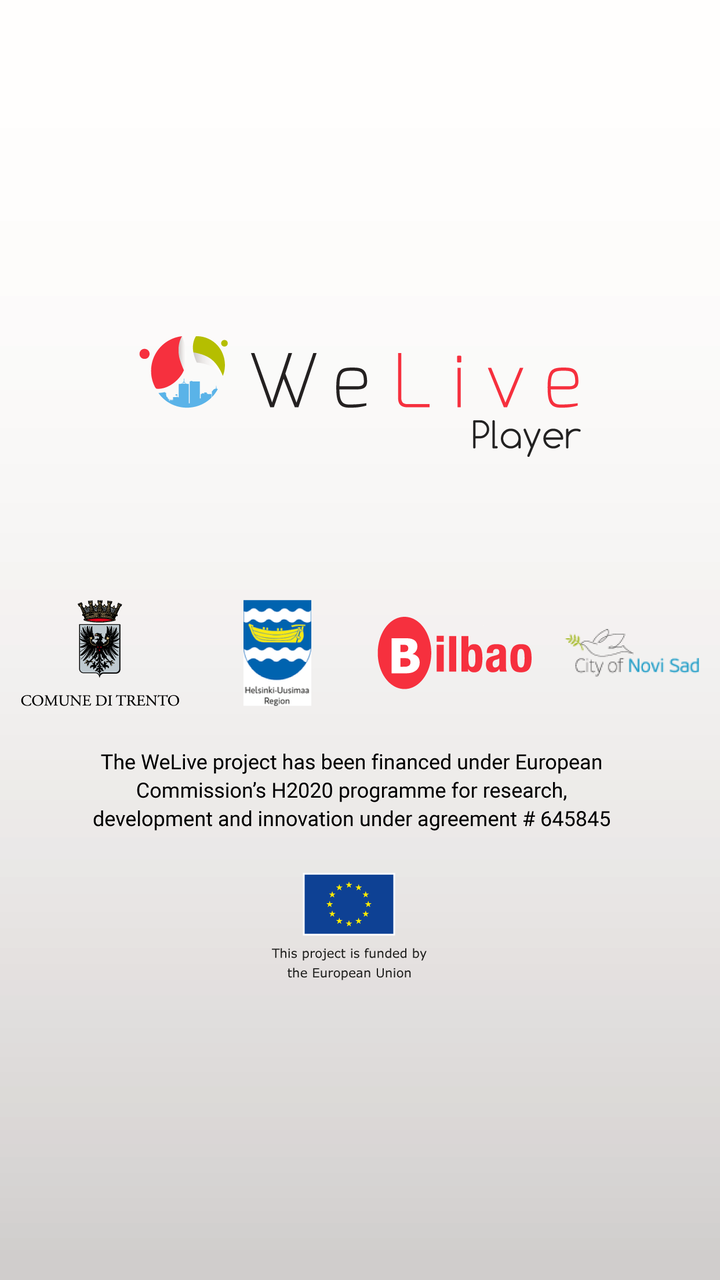 WeLive
Player
COMUNE DI TRENTO
Helsinki-Uusimaa
Region
Bilbao
City of Novi Sad
The WeLive project has been financed under European
Commission’s H2020 programme for research,
development and innovation under agreement # 645845
This project is funded by
the European Union